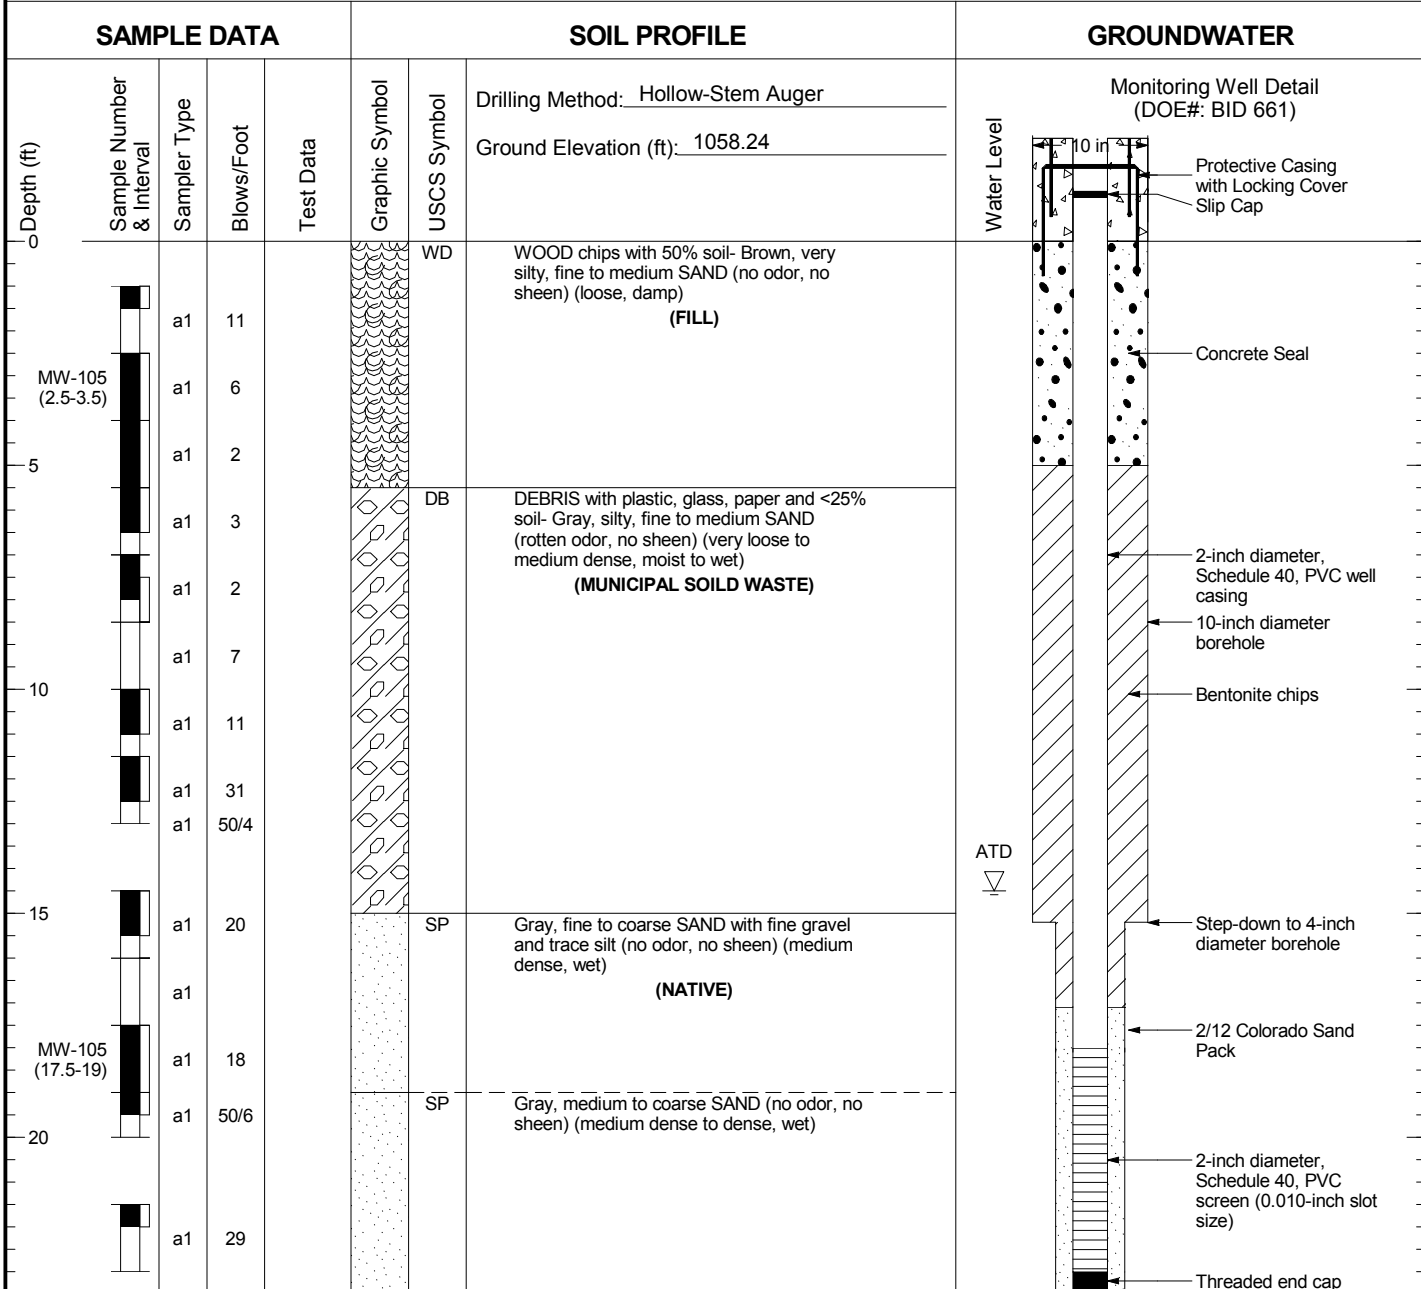 SAMPLE DATA
SOIL PROFILE
GROUNDWATER
Depth (ft)
Sample Number
& Interval
Sampler Type
Blows/Foot
Test Data
Graphic Symbol
USCS Symbol
Drilling Method: Hollow-Stem Auger
Ground Elevation (ft): 1058.24
Water Level
Monitoring Well Detail
(DOE#: BID 661)
10 in
Protective Casing
with Locking Cover
Slip Cap
0
WD
WOOD chips with 50% soil- Brown, very
silty, fine to medium SAND (no odor, no
sheen) (loose, damp)
(FILL)
a1 11
Concrete Seal
MW-105
(2.5-3.5)
a1 6
a1 2
5
DB
DEBRIS with plastic, glass, paper and <25%
soil- Gray, silty, fine to medium SAND
(rotten odor, no sheen) (very loose to
medium dense, moist to wet)
(MUNICIPAL SOILD WASTE)
a1 3
2-inch diameter,
Schedule 40, PVC well
casing
a1 2
10-inch diameter
borehole
a1 7
10
Bentonite chips
a1 11
a1 31
a1 50/4
ATD
15
a1 20
SP
Gray, fine to coarse SAND with fine gravel
and trace silt (no odor, no sheen) (medium
dense, wet)
(NATIVE)
Step-down to 4-inch
diameter borehole
a1
2/12 Colorado Sand
Pack
MW-105
(17.5-19)
a1 18
SP
Gray, medium to coarse SAND (no odor, no
sheen) (medium dense to dense, wet)
a1 50/6
20
2-inch diameter,
Schedule 40, PVC
screen (0.010-inch slot
size)
a1 29
Threaded end cap